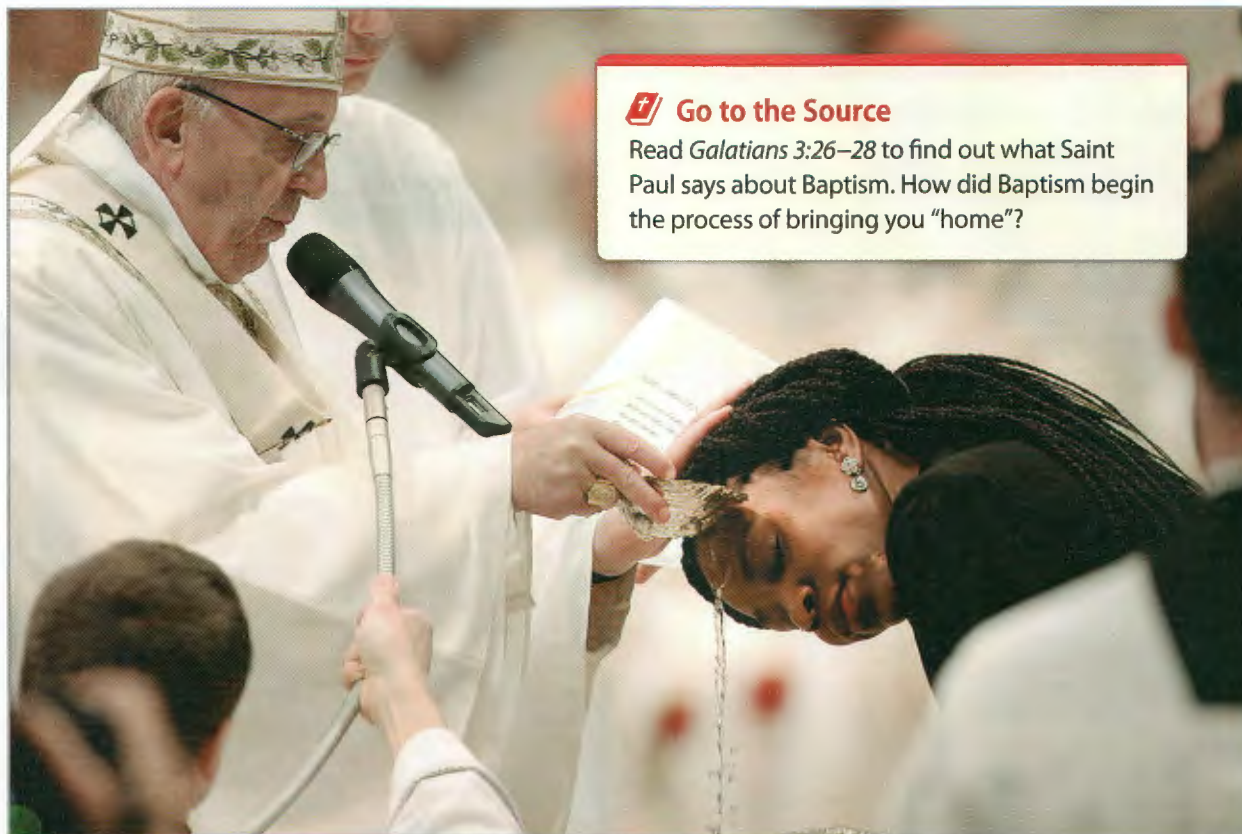 Go to the Source
Read Galatians 3:26–28 to find out what Saint
Paul says about Baptism. How did Baptism begin
the process of bringing you “home”?